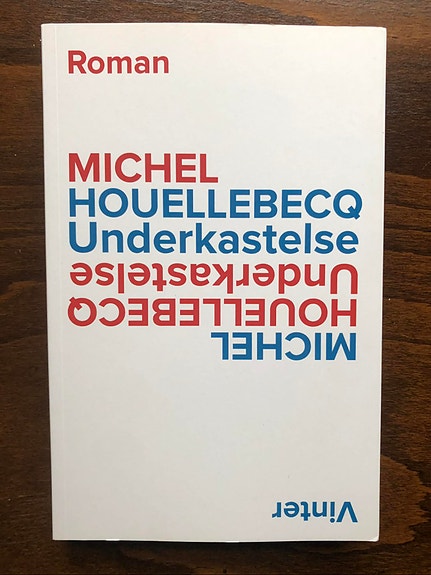 Roman
MICHEL
HOUELLEBECQ
Underkastelse
Underkastelse
HOUELLEBECQ
MICHEL
Vinter